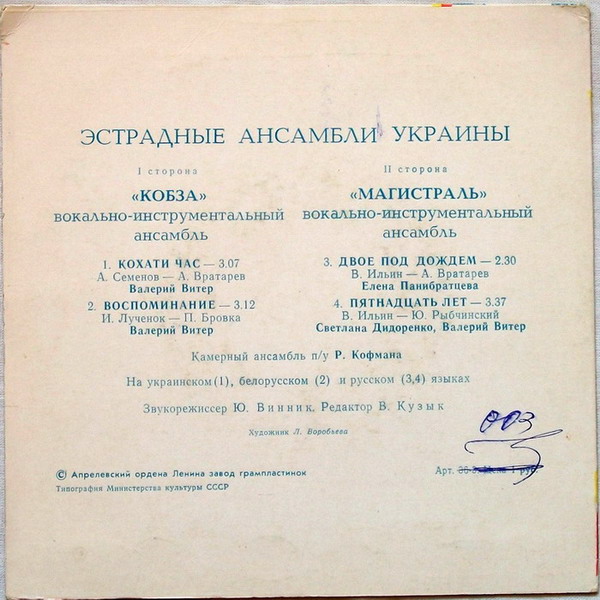 ЭСТРАДНЫЕ АНСАМБЛИ УКРАИНЫ
I сторона
«КОБЗА»
вокально-инструментальный
ансамбль
1. КОХАТИ ЧАС — 3.07
А. Семенов — А. Вратарев
Валерий Витер
2. ВОСПОМИНАНИЕ — 3.12
И. Лученок — П. Бровка
Валерий Витер
II сторона
«МАГИСТРАЛЬ»
вокально-инструментальный
ансамбль
3. ДВОЕ ПОД ДОЖДЕМ — 2.30
В. Ильин — А. Вратарев
Елена Панибратцева
4. ПЯТНАДЦАТЬ ЛЕТ — 3.37
В. Ильин — Ю. Рыбчинский
Светлана Дидоренко, Валерий Витер
Камерный ансамбль п/у Р. Кофмана
На украинском (1), белорусском (2) и русском (3,4) языках
Звукорежиссер Ю. Винник, Редактор В. Кузык
Художник Л. Воробьева
003
© Апрелевский ордена Ленина завод грампластинок
Типография Министерства культуры СССР
Арт. 1 руб.